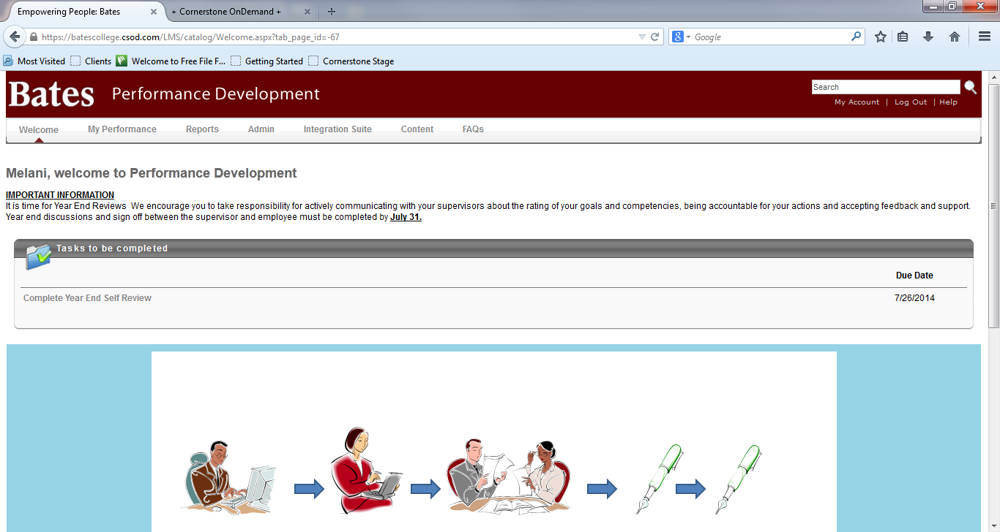 Empowering People: Bates
+ Cornerstone OnDemand +
https://batescollege.csod.com/LMS/catalog/Welcome.aspx?tab_page_id=-67
8 Google
Most Visited Clients Welcome to Free File F... Getting Started Cornerstone Stage
Bates Performance Development
Search
My Account | Log Out | Help
Welcome My Performance Reports Admin Integration Suite Content FAQs
Melani, welcome to Performance Development
IMPORTANT INFORMATION
It is time for Year End Reviews We encourage you to take responsibility for actively communicating with your supervisors about the rating of your goals and competencies, being accountable for your actions and accepting feedback and support.
Year end discussions and sign off between the supervisor and employee must be completed by July 31.
Tasks to be completed
Due Date
Complete Year End Self Review 7/26/2014